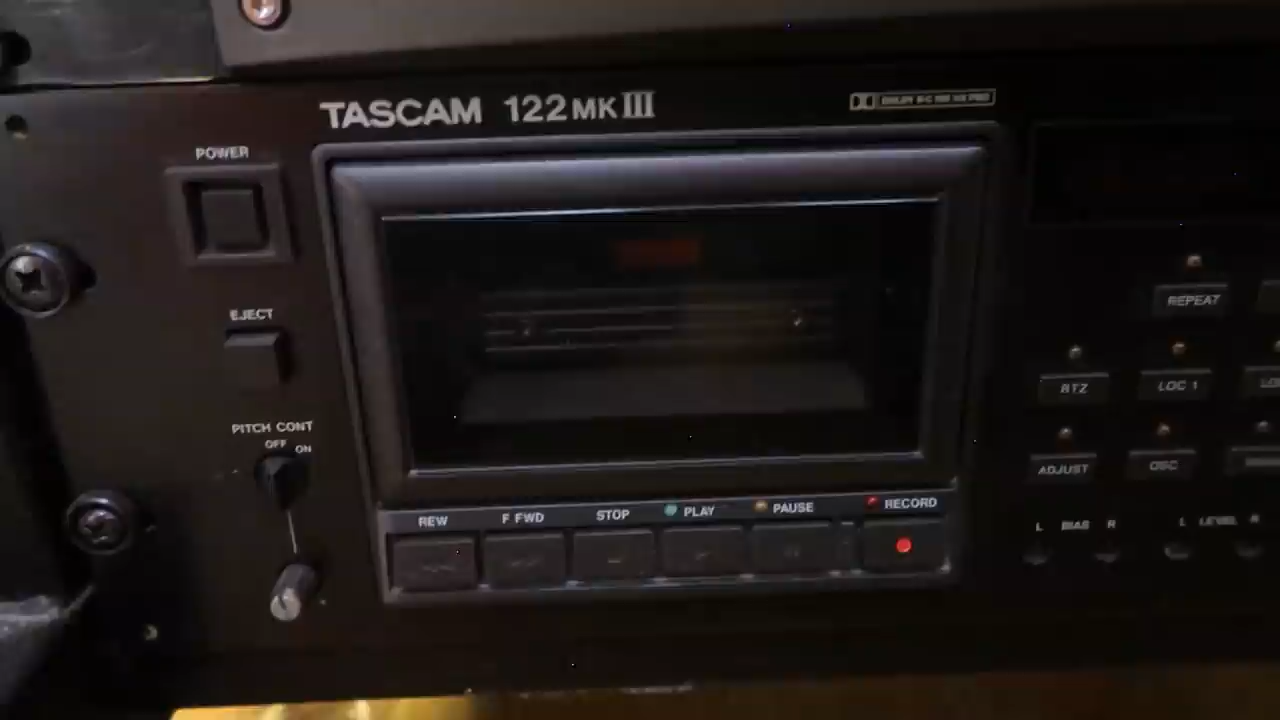 TASCAM 122MKIII
POWER
EJECT
PITCH CONT
OFF ON
REW F FWD STOP PLAY PAUSE RECORD
REPEAT
RTZ LOC 1
ADJUST OSC
L BIAS R L LEVEL R